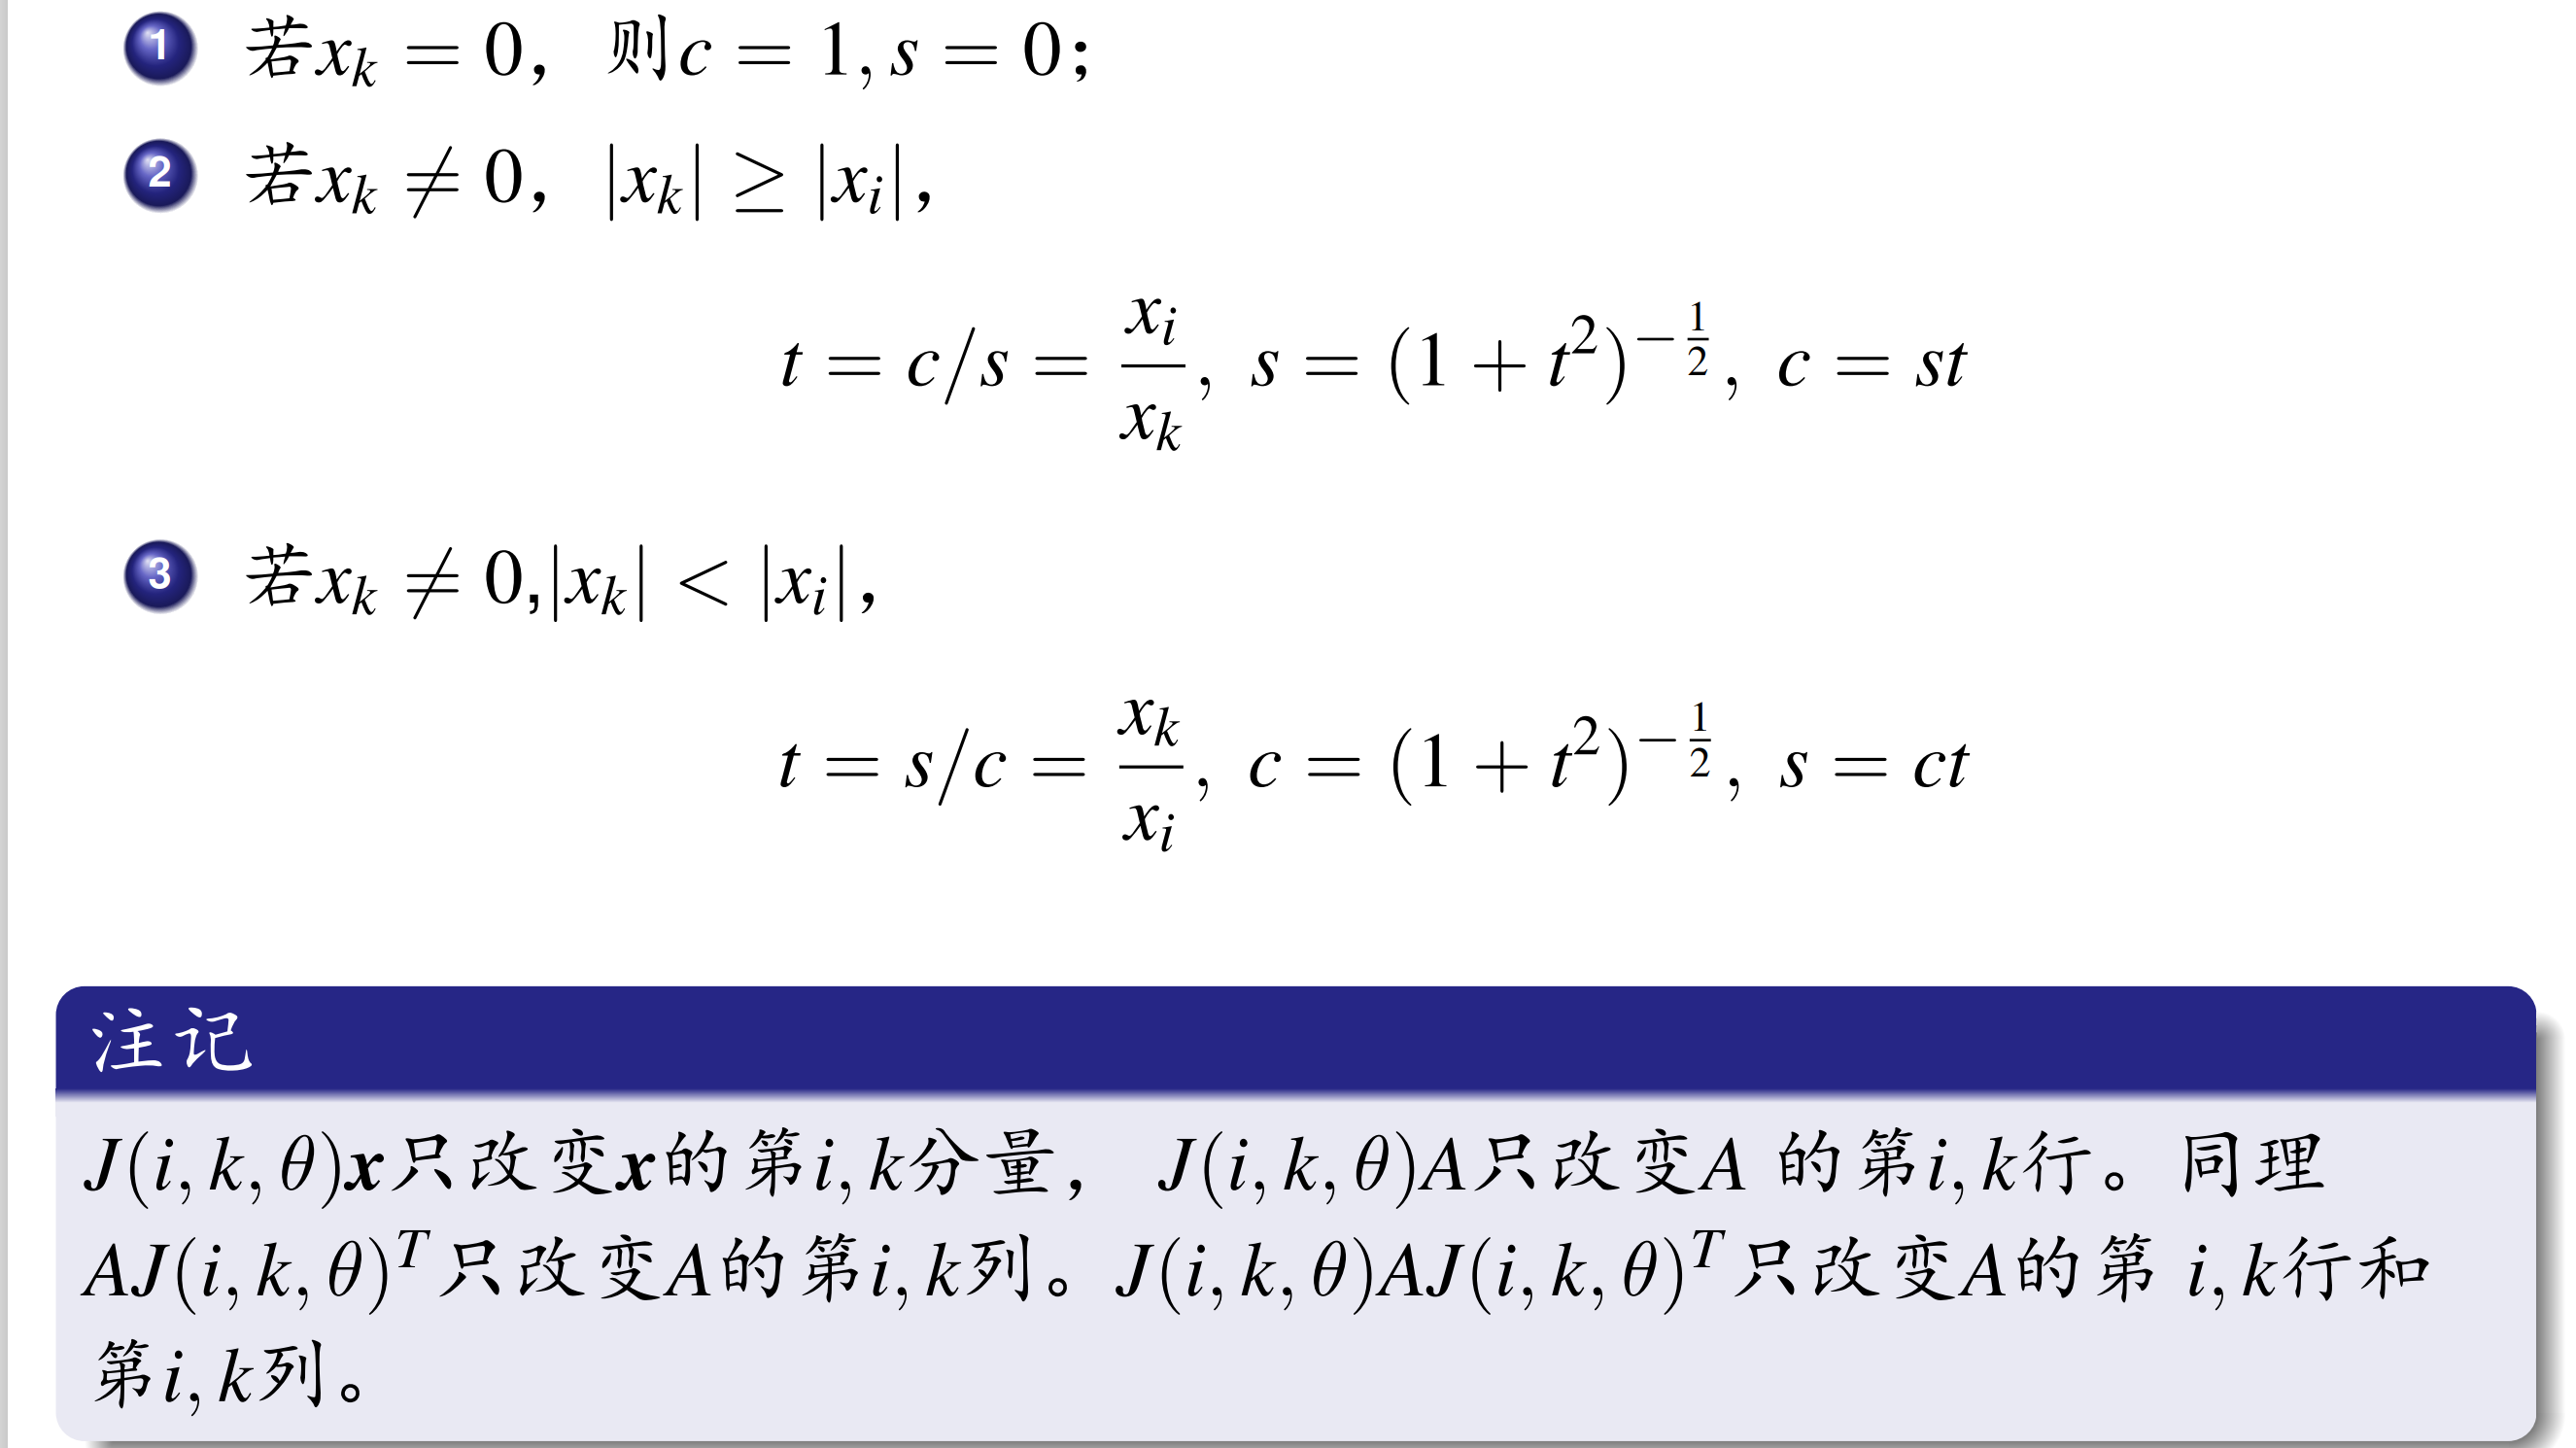 1 若$x_k = 0$， 则$c = 1, s = 0$；
2 若$x_k \neq 0$， $|x_k| \geq |x_i|$，
$t = c/s = \frac{x_i}{x_k}, \ s = (1 + t^2)^{-\frac{1}{2}}, \ c = st$
3 若$x_k \neq 0$,$|x_k| < |x_i|$，
$t = s/c = \frac{x_k}{x_i}, \ c = (1 + t^2)^{-\frac{1}{2}}, \ s = ct$
注记
$J(i, k, \theta)\boldsymbol{x}$只改变$\boldsymbol{x}$的第$i, k$分量， $J(i, k, \theta)A$只改变$A$ 的第$i, k$行。同理
$AJ(i, k, \theta)^T$只改变$A$的第$i, k$列。$J(i, k, \theta)AJ(i, k, \theta)^T$只改变$A$的第 $i, k$行和
第$i, k$列。